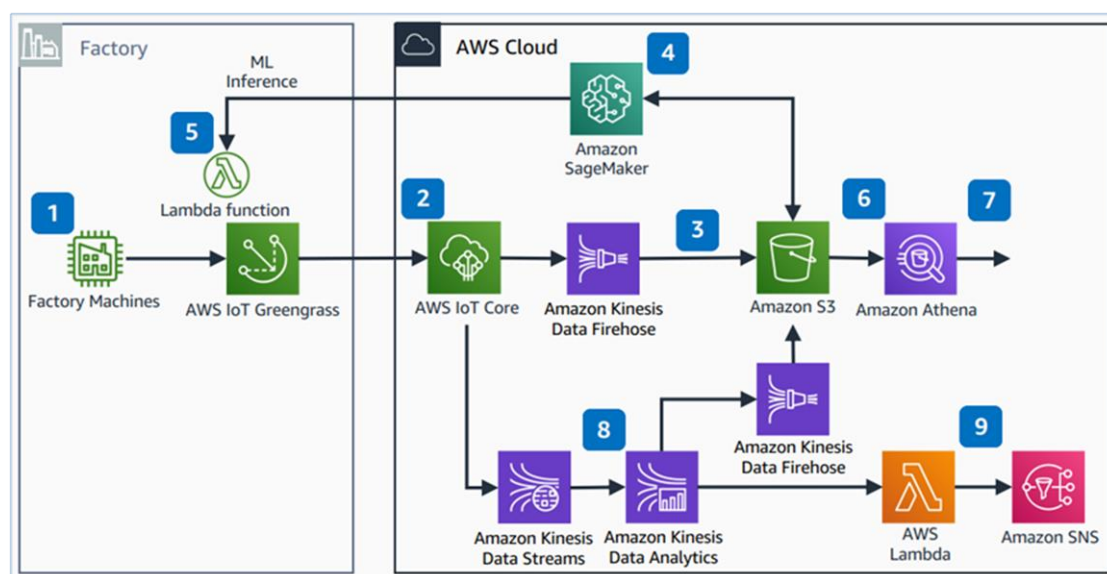 Factory
AWS Cloud
ML
Inference
4
Amazon
SageMaker
5
Lambda function
1
Factory Machines
AWS IoT Greengrass
2
AWS IoT Core
Amazon Kinesis
Data Firehose
3
Amazon S3
6
Amazon Athena
7
Amazon Kinesis
Data Firehose
8
Amazon Kinesis
Data Streams
Amazon Kinesis
Data Analytics
9
AWS
Lambda
Amazon SNS